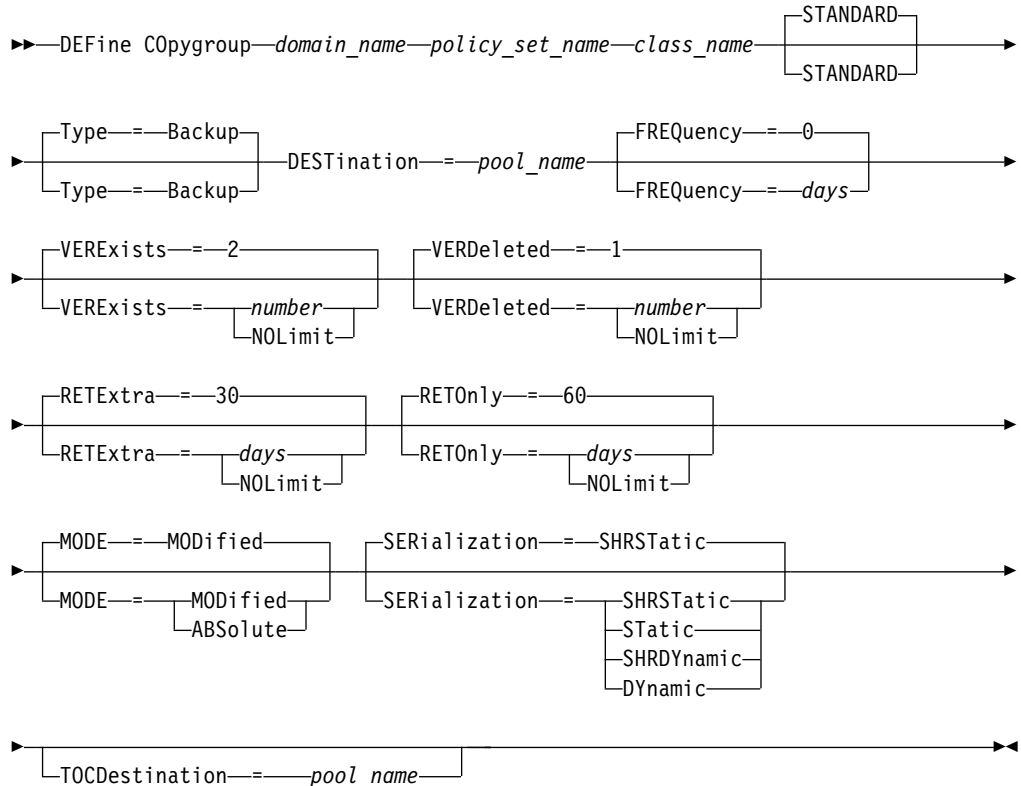 STANDARD
DEFine COpygroup domain_name policy_set_name class_name
STANDARD
Type = Backup FREQuency = 0
DESTination = pool_name
Type = Backup FREQuency = days
VERExists = 2 VERDeleted = 1
VERExists = number VERDeleted = number
NOLimit NOLimit
RETExtra = 30 RETOnly = 60
RETExtra = days RETOnly = days
NOLimit NOLimit
MODE = MODified SERialization = SHRSTatic
MODE = MODified SERialization = SHRSTatic
ABSolute STatic
SHRDYnamic
DYnamic
TOCDestination = pool_name